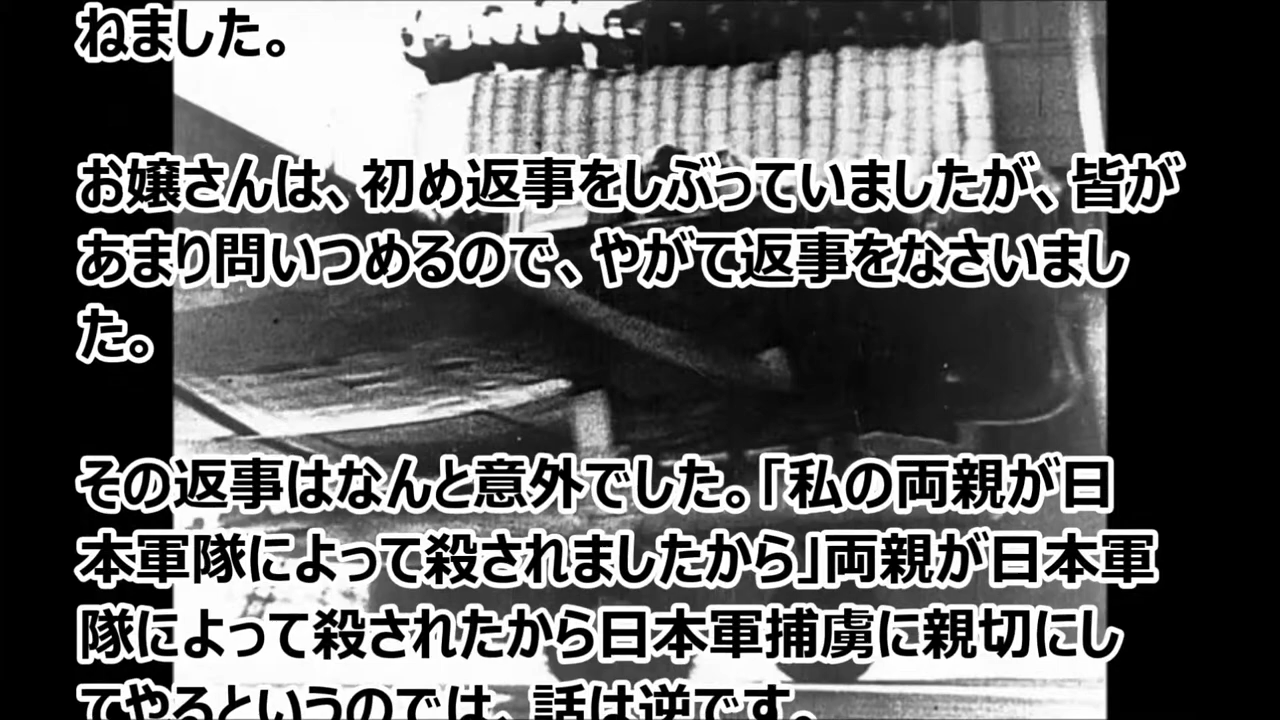 ねました。
お嬢さんは、初め返事をしぶっていましたが、皆が
あまり問いつめるので、やがて返事をなさいまし
た。
その返事はなんと意外でした。「私の両親が日
本軍隊によって殺されましたから」両親が日本軍
隊によって殺されたから日本軍捕虜に親切にし
てやるというのでは、話は逆です。